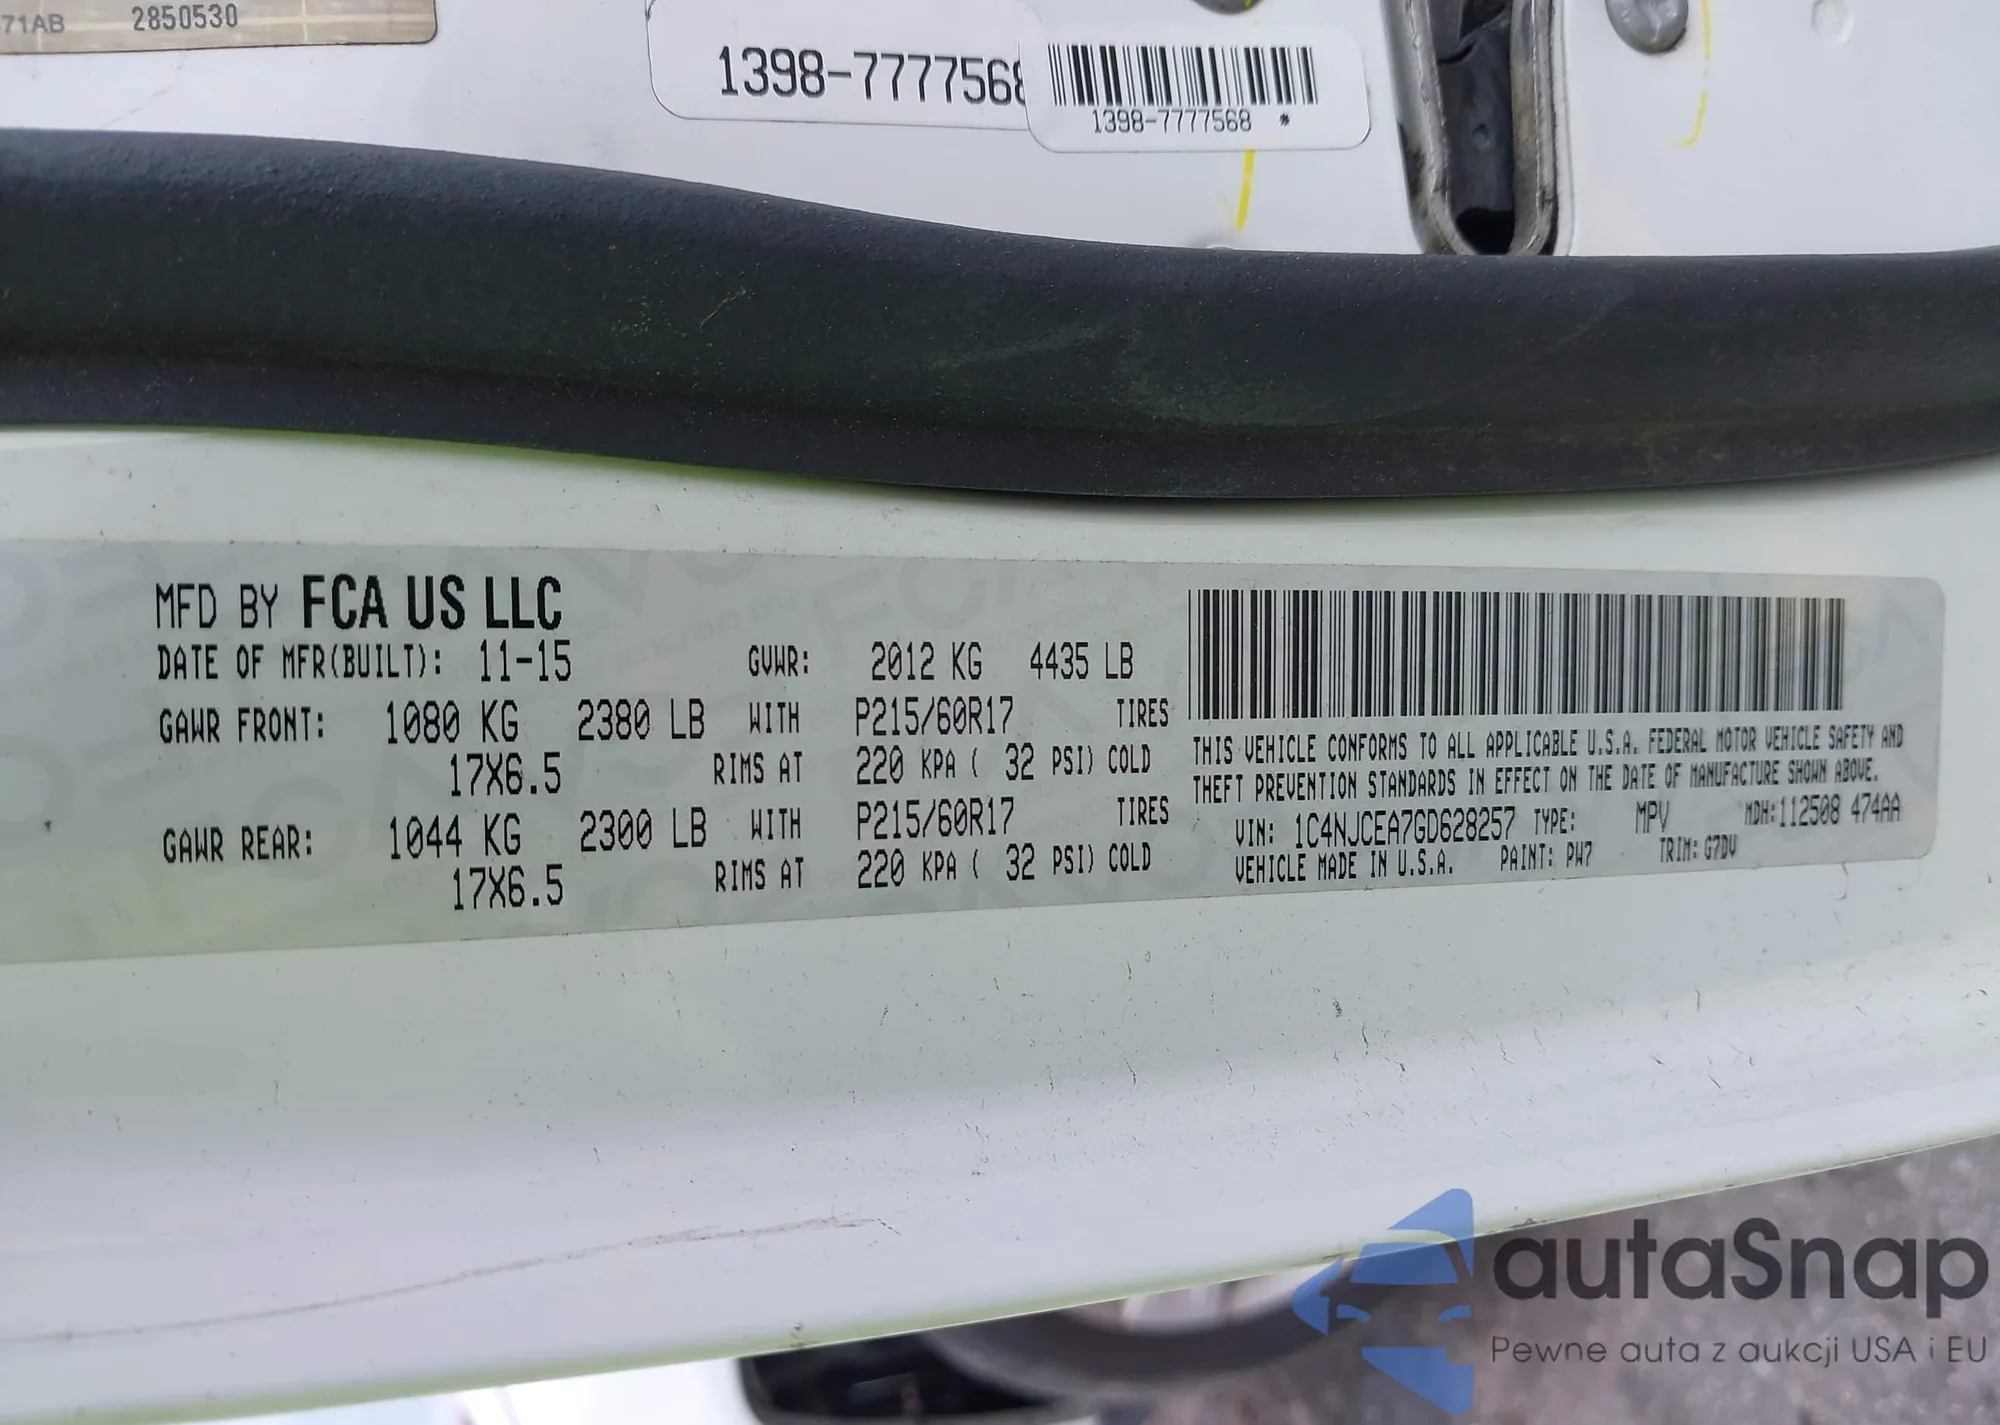 71AB 2850530
1398-7777568
1398-7777568 *
MFD BY FCA US LLC
DATE OF MFR(BUILT): 11-15 GVWR: 2012 KG 4435 LB
GAWR FRONT: 1080 KG 2380 LB WITH P215/60R17 TIRES
17X6.5 RIMS AT 220 KPA ( 32 PSI) COLD
GAWR REAR: 1044 KG 2300 LB WITH P215/60R17 TIRES
17X6.5 RIMS AT 220 KPA ( 32 PSI) COLD
THIS VEHICLE CONFORMS TO ALL APPLICABLE U.S.A. FEDERAL MOTOR VEHICLE SAFETY AND
THEFT PREVENTION STANDARDS IN EFFECT ON THE DATE OF MANUFACTURE SHOWN ABOVE.
VIN: 1C4NJCEA7GD628257 TYPE: MPV MDH:112508 474AA
VEHICLE MADE IN U.S.A. PAINT: PW7 TRIM: G7DV
autaSnap
Pewne auta z aukcji USA i EU